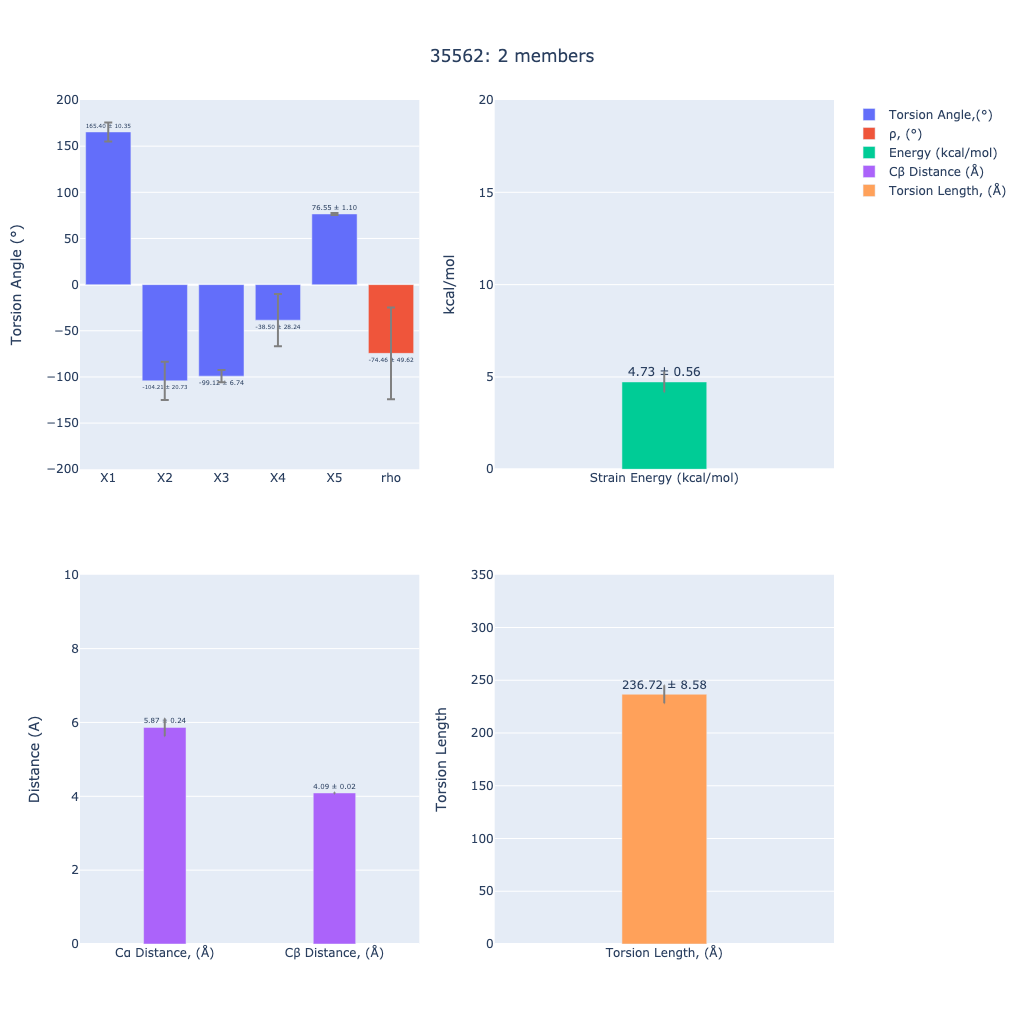 35562: 2 members
Torsion Angle (°)
200
150
100
50
0
−50
−100
−150
−200
165.40 ± 10.35
-104.21 ± 20.73
-99.12 ± 6.74
-38.50 ± 28.24
76.55 ± 1.10
-74.46 ± 49.62
X1 X2 X3 X4 X5 rho
kcal/mol
20
15
10
5
0
4.73 ± 0.56
Strain Energy (kcal/mol)
Torsion Angle,(°)
ρ, (°)
Energy (kcal/mol)
Cβ Distance (Å)
Torsion Length, (Å)
Distance (A)
10
8
6
4
2
0
5.87 ± 0.24
4.09 ± 0.02
Cα Distance, (Å) Cβ Distance, (Å)
Torsion Length
350
300
250
200
150
100
50
0
236.72 ± 8.58
Torsion Length, (Å)